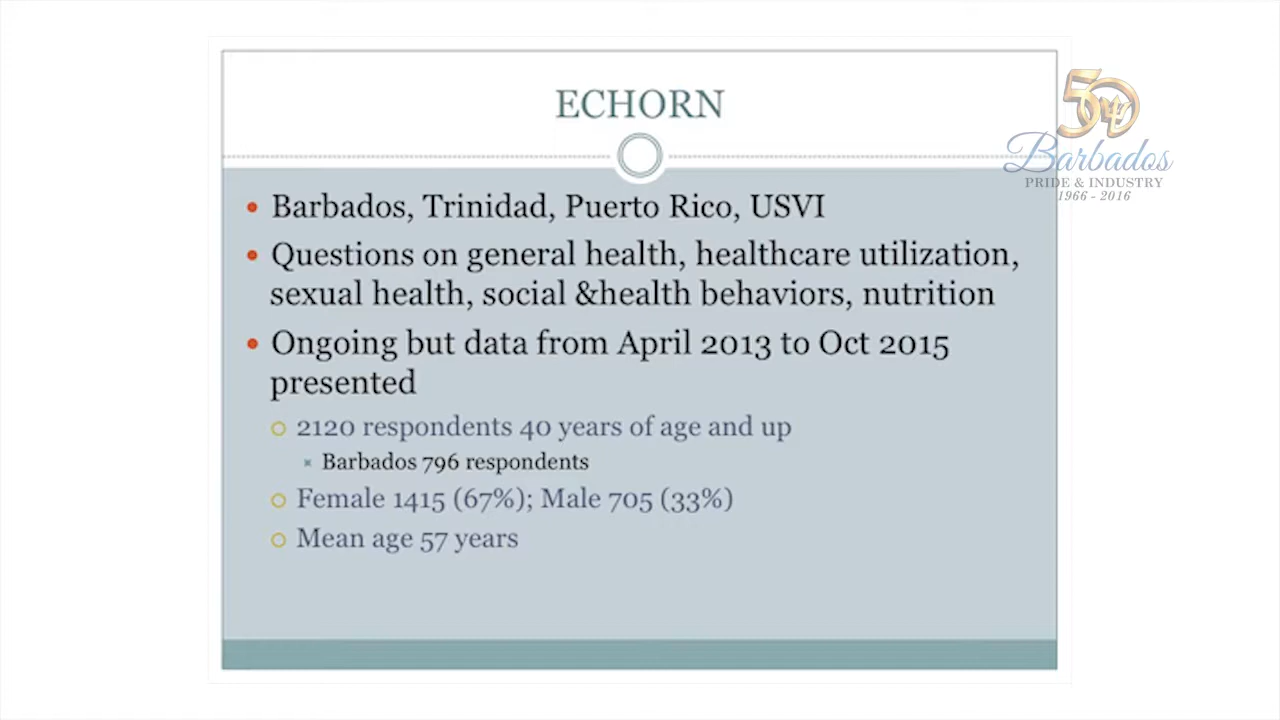 ECHORN
50
Barbados
PRIDE & INDUSTRY
1966 - 2016
Barbados, Trinidad, Puerto Rico, USVI
Questions on general health, healthcare utilization,
sexual health, social &health behaviors, nutrition
Ongoing but data from April 2013 to Oct 2015
presented
2120 respondents 40 years of age and up
Barbados 796 respondents
Female 1415 (67%); Male 705 (33%)
Mean age 57 years